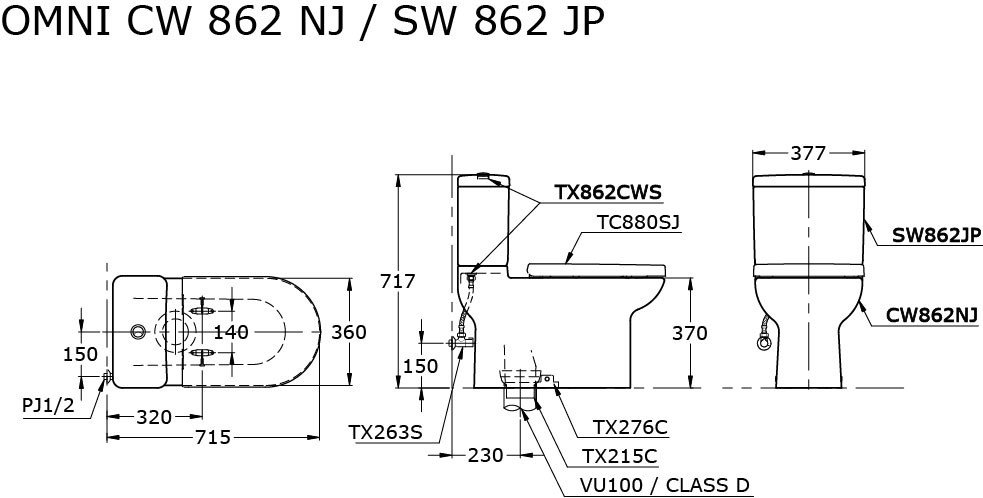 OMNI CW 862 NJ / SW 862 JP
377
TX862CWS
TC880SJ
SW862JP
717
CW862NJ
140
360
370
150
150
PJ1/2
320
715
TX263S
230
TX276C
TX215C
VU100 / CLASS D